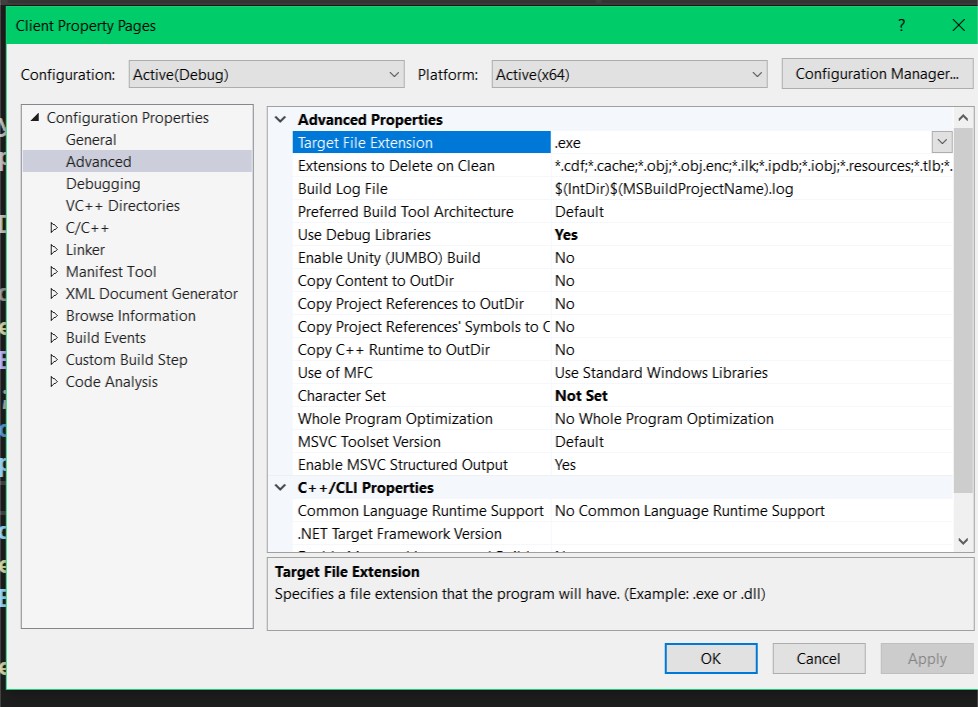 Client Property Pages ?
Configuration: Active(Debug) Platform: Active(x64) Configuration Manager...
Configuration Properties
General
Advanced
Debugging
VC++ Directories
C/C++
Linker
Manifest Tool
XML Document Generator
Browse Information
Build Events
Custom Build Step
Code Analysis
Advanced Properties
Target File Extension .exe
Extensions to Delete on Clean *.cdf;*.cache;*.obj;*.obj.enc;*.ilk;*.ipdb;*.iobj;*.resources;*.tlb;*.
Build Log File $(IntDir)$(MSBuildProjectName).log
Preferred Build Tool Architecture Default
Use Debug Libraries Yes
Enable Unity (JUMBO) Build No
Copy Content to OutDir No
Copy Project References to OutDir No
Copy Project References' Symbols to O No
Copy C++ Runtime to OutDir No
Use of MFC Use Standard Windows Libraries
Character Set Not Set
Whole Program Optimization No Whole Program Optimization
MSVC Toolset Version Default
Enable MSVC Structured Output Yes
C++/CLI Properties
Common Language Runtime Support No Common Language Runtime Support
.NET Target Framework Version
Target File Extension
Specifies a file extension that the program will have. (Example: .exe or .dll)
OK Cancel Apply